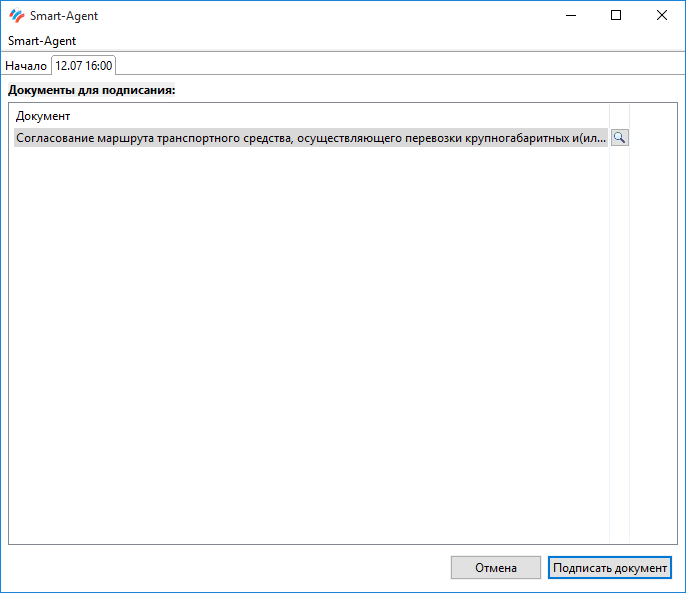 Smart-Agent
Smart-Agent
Начало 12.07 16:00
Документы для подписания:
Документ
Согласование маршрута транспортного средства, осуществляющего перевозки крупногабаритных и(ил...
Отмена Подписать документ